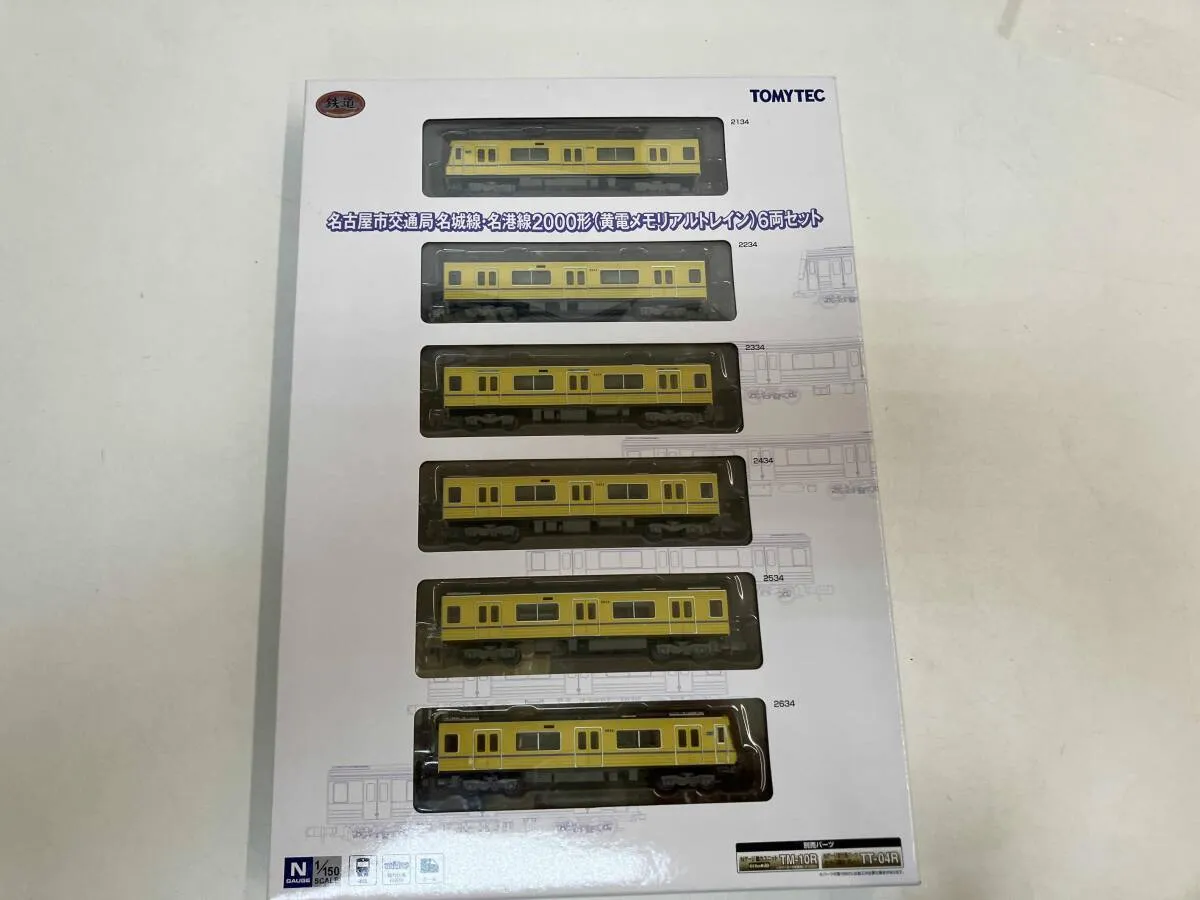 鉄道
TOMYTEC
2134
名古屋市交通局 名城線・名港線2000形(黄電メモリアルトレイン)6両セット
2234
2334
2434
2534
2634
N GAUGE
1/150 SCALE
別売パーツ
TM-10R
TT-04R